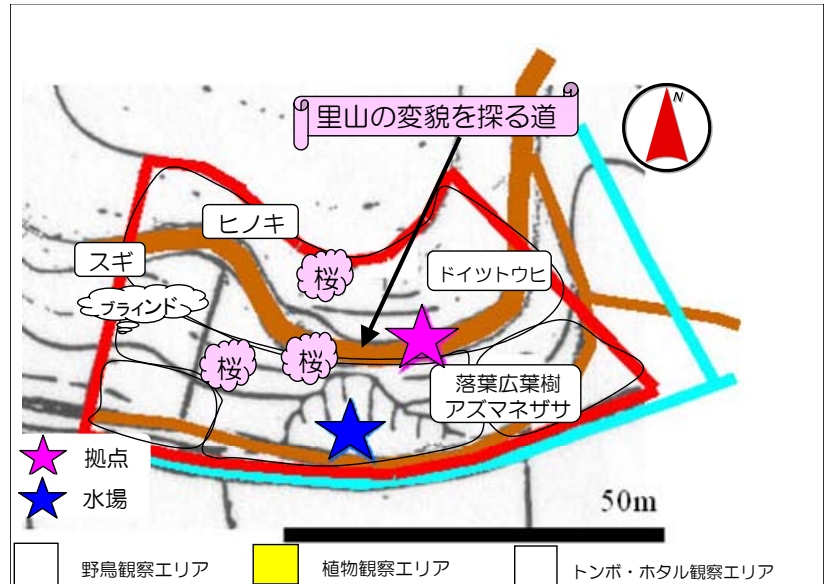 里山の変貌を探る道
N
ヒノキ
スギ
桜
ドイツトウヒ
ブラインド
桜
桜
落葉広葉樹
アズマネザサ
拠点
水場
50m
野鳥観察エリア
植物観察エリア
トンボ・ホタル観察エリア